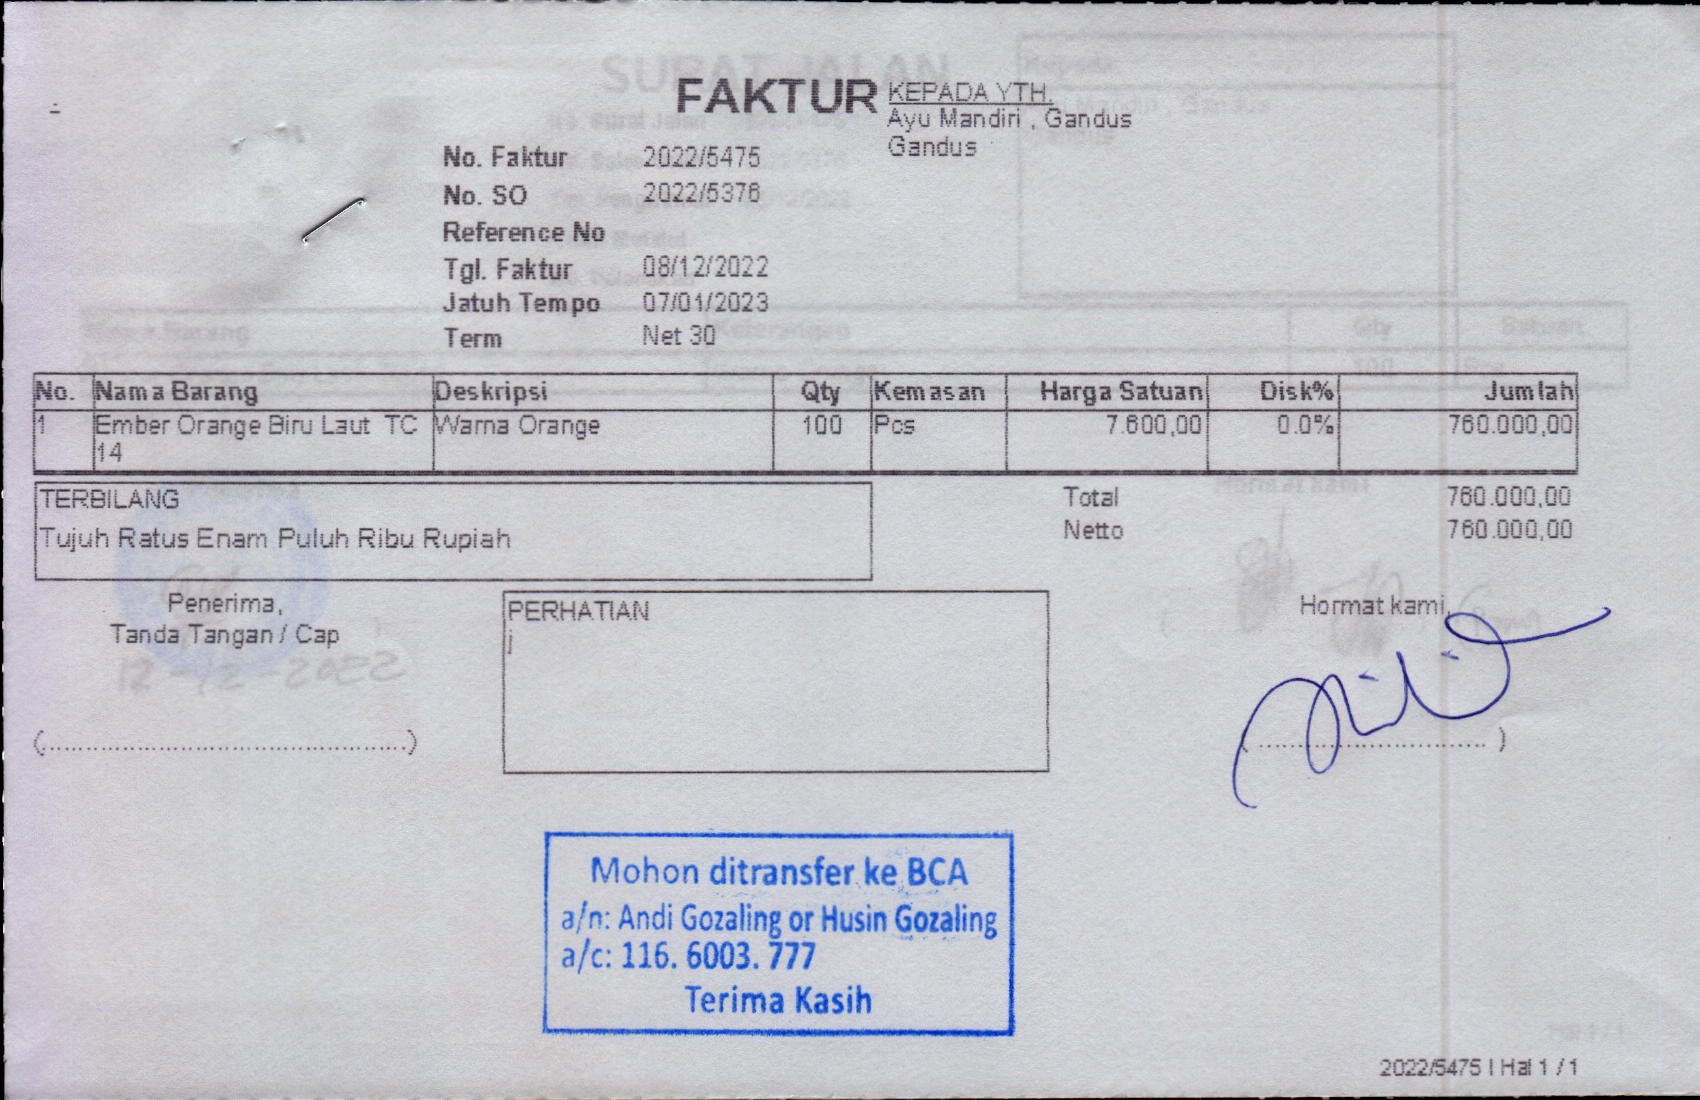 FAKTUR
KEPADA YTH.
Ayu Mandiri , Gandus
Gandus
No. Faktur 2022/5475
No. SO 2022/5376
Reference No
Tgl. Faktur 08/12/2022
Jatuh Tempo 07/01/2023
Term Net 30
No. Nama Barang Deskripsi Qty Kemasan Harga Satuan Disk% Jumlah
1 Ember Orange Biru Laut TC Warna Orange 100 Pcs 7.600,00 0.0% 760.000,00
14
TERBILANG
Tujuh Ratus Enam Puluh Ribu Rupiah
Total 760.000,00
Netto 760.000,00
Penerima,
Tanda Tangan / Cap
12-12-2022
PERHATIAN
j
Hormat kami,
Mohon ditransfer ke BCA
a/n: Andi Gozaling or Husin Gozaling
a/c: 116. 6003. 777
Terima Kasih
2022/5475 | Hal 1 / 1